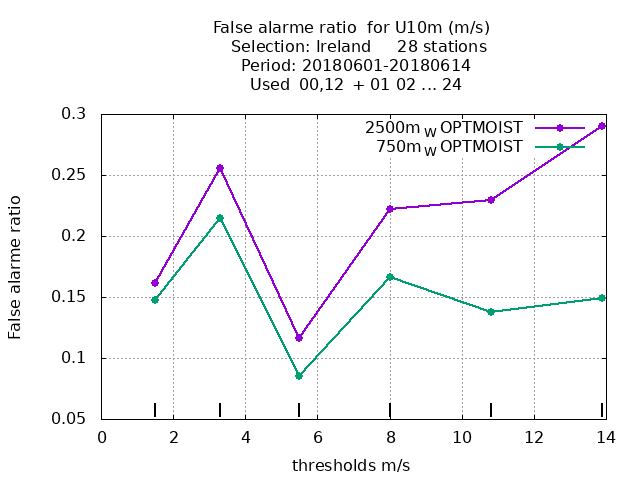 False alarme ratio  for U10m (m/s)
Selection: Ireland     28 stations
Period: 20180601-20180614
Used  00,12  + 01 02 ... 24
2500m W OPTMOIST
750m W OPTMOIST
0.3
0.25
0.2
0.15
0.1
0.05
False alarme ratio
0 2 4 6 8 10 12 14
thresholds m/s